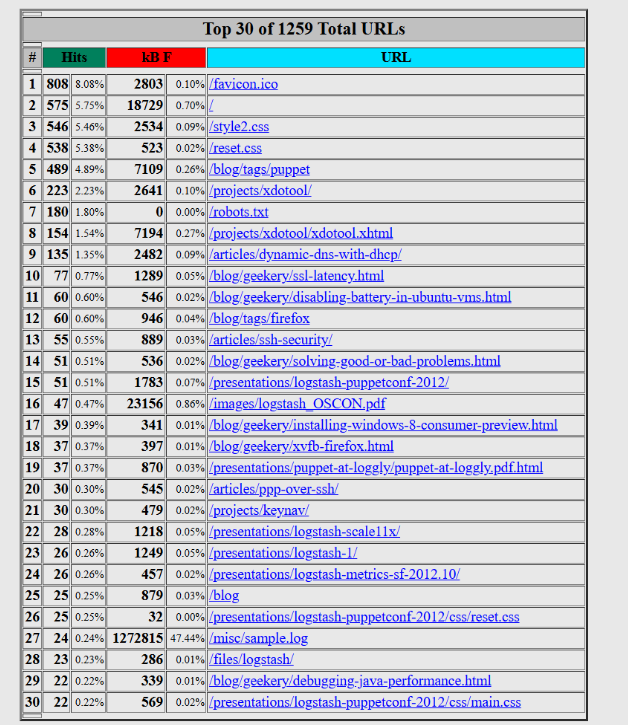 Top 30 of 1259 Total URLs
# Hits kB F URL
1 808 8.08% 2803 0.10% /favicon.ico
2 575 5.75% 18729 0.70% /
3 546 5.46% 2534 0.09% /style2.css
4 538 5.38% 523 0.02% /reset.css
5 489 4.89% 7109 0.26% /blog/tags/puppet
6 223 2.23% 2641 0.10% /projects/xdotool/
7 180 1.80% 0 0.00% /robots.txt
8 154 1.54% 7194 0.27% /projects/xdotool/xdotool.xhtml
9 135 1.35% 2482 0.09% /articles/dynamic-dns-with-dhcp/
10 77 0.77% 1289 0.05% /blog/geekery/ssl-latency.html
11 60 0.60% 546 0.02% /blog/geekery/disabling-battery-in-ubuntu-vms.html
12 60 0.60% 946 0.04% /blog/tags/firefox
13 55 0.55% 889 0.03% /articles/ssh-security/
14 51 0.51% 536 0.02% /blog/geekery/solving-good-or-bad-problems.html
15 51 0.51% 1783 0.07% /presentations/logstash-puppetconf-2012/
16 47 0.47% 23156 0.86% /images/logstash_OSCON.pdf
17 39 0.39% 341 0.01% /blog/geekery/installing-windows-8-consumer-preview.html
18 37 0.37% 397 0.01% /blog/geekery/xvfb-firefox.html
19 37 0.37% 870 0.03% /presentations/puppet-at-loggly/puppet-at-loggly.pdf.html
20 30 0.30% 545 0.02% /articles/ppp-over-ssh/
21 30 0.30% 479 0.02% /projects/keynav/
22 28 0.28% 1218 0.05% /presentations/logstash-scale11x/
23 26 0.26% 1249 0.05% /presentations/logstash-1/
24 26 0.26% 457 0.02% /presentations/logstash-metrics-sf-2012.10/
25 25 0.25% 879 0.03% /blog
26 25 0.25% 32 0.00% /presentations/logstash-puppetconf-2012/css/reset.css
27 24 0.24% 1272815 47.44% /misc/sample.log
28 23 0.23% 286 0.01% /files/logstash/
29 22 0.22% 339 0.01% /blog/geekery/debugging-java-performance.html
30 22 0.22% 569 0.02% /presentations/logstash-puppetconf-2012/css/main.css